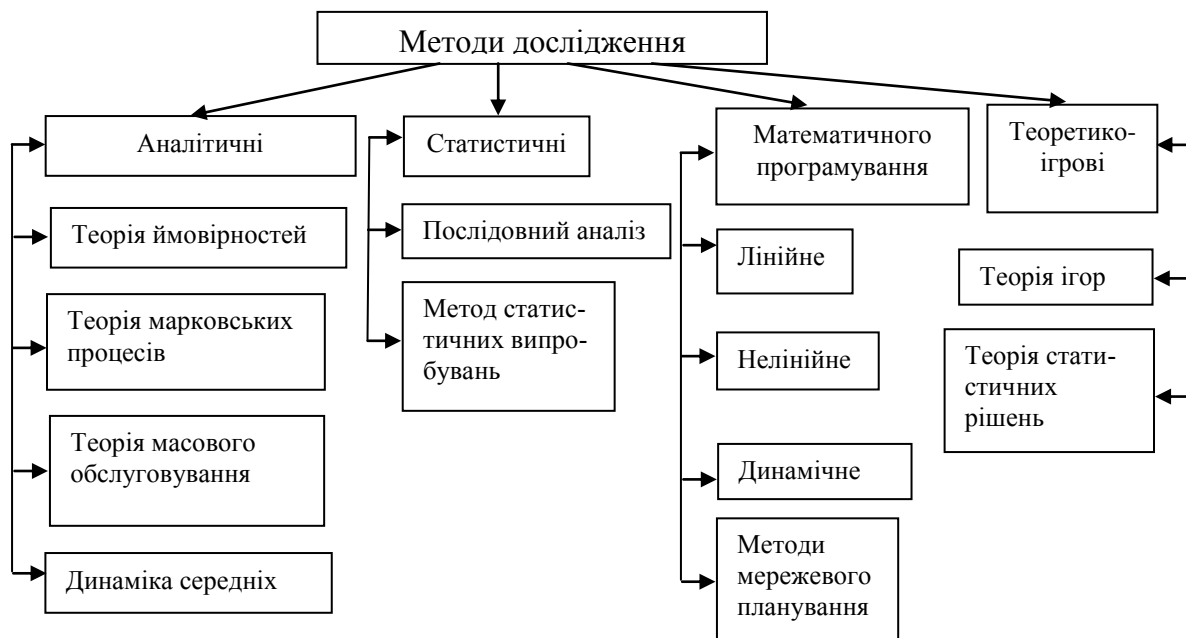 Методи дослідження
Аналітичні
Теорія ймовірностей
Теорія марковських
процесів
Теорія масового
обслуговування
Динаміка середніх
Статистичні
Послідовний аналіз
Метод статис-
тичних випро-
бувань
Математичного
програмування
Лінійне
Нелінійне
Динамічне
Методи
мережевого
планування
Теоретико-
ігрові
Теорія ігор
Теорія стати-
стичних
рішень